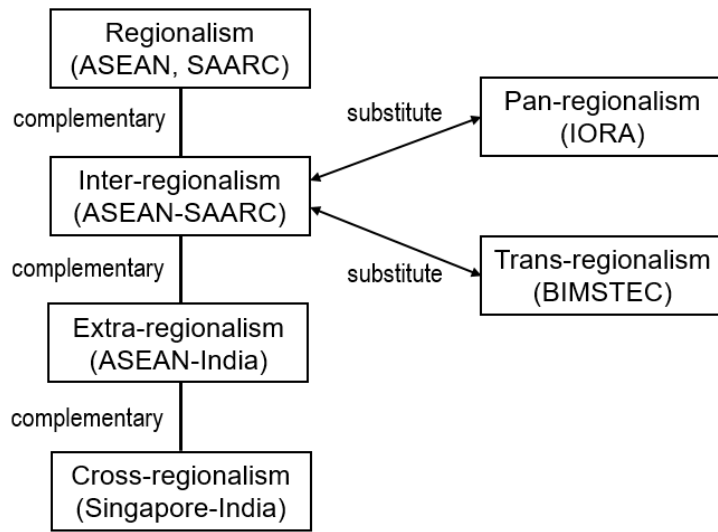 Regionalism
(ASEAN, SAARC)
complementary
substitute
Pan-regionalism
(IORA)
Inter-regionalism
(ASEAN-SAARC)
complementary
substitute
Trans-regionalism
(BIMSTEC)
Extra-regionalism
(ASEAN-India)
complementary
Cross-regionalism
(Singapore-India)